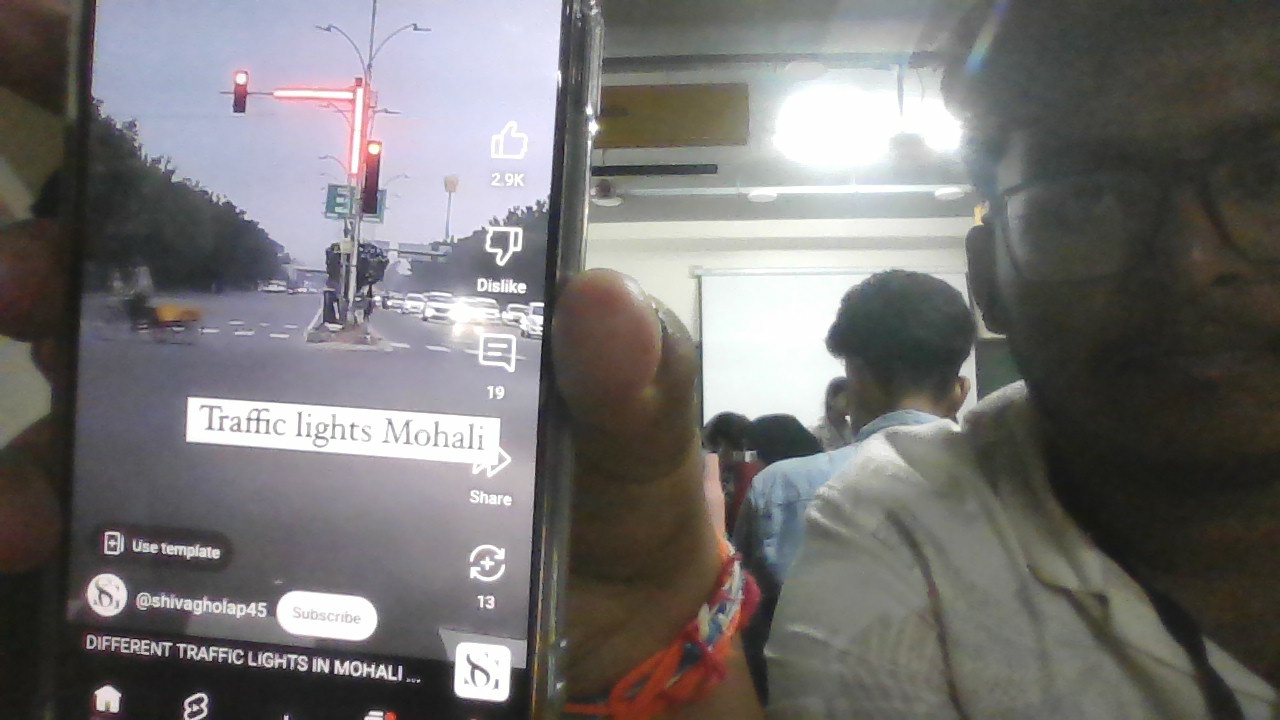 E
2.9K
Dislike
19
Traffic lights Mohali
Share
Use template
@shivagholap45
Subscribe
13
DIFFERENT TRAFFIC LIGHTS IN MOHALI ...